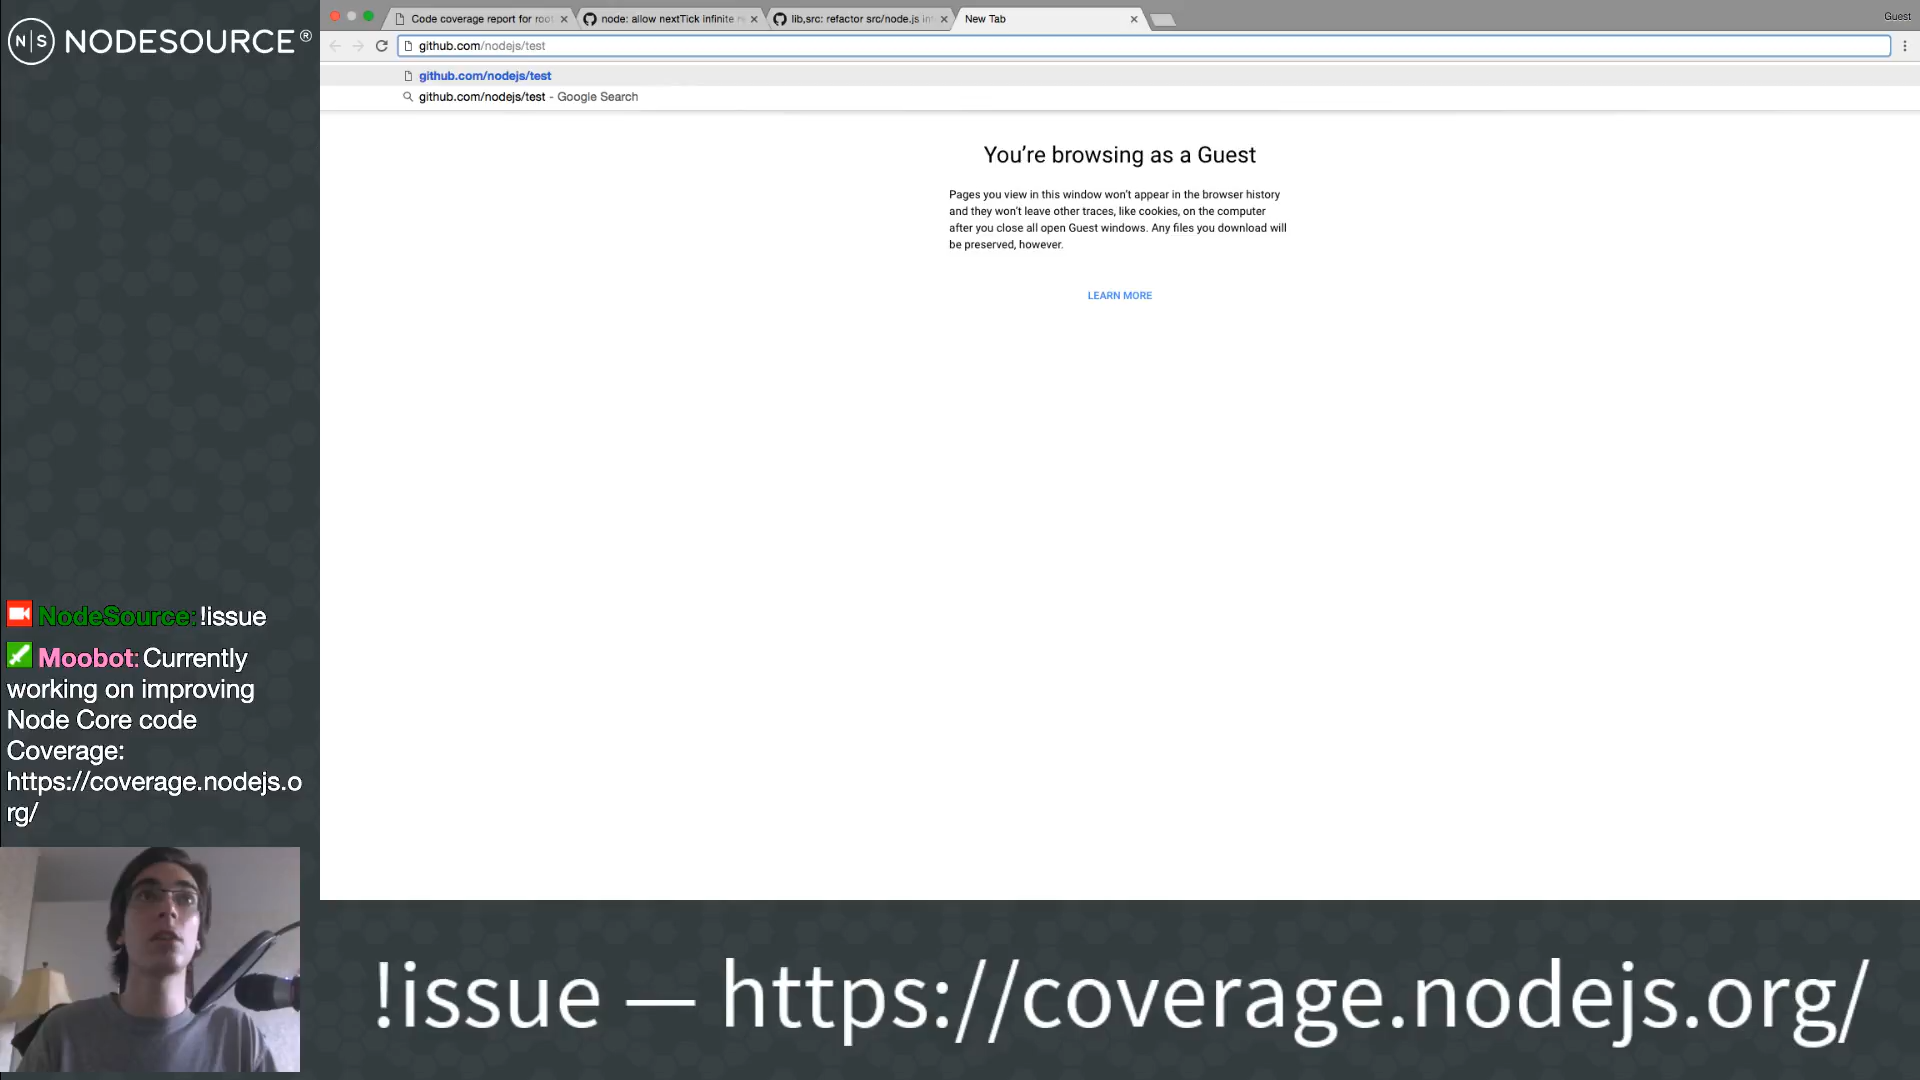 N|S NODESOURCE®
Code coverage report for root
node: allow nextTick infinite r
lib,src: refactor src/node.js in
New Tab
Guest
github.com/nodejs/test
github.com/nodejs/test
github.com/nodejs/test - Google Search
You're browsing as a Guest
Pages you view in this window won't appear in the browser history
and they won't leave other traces, like cookies, on the computer
after you close all open Guest windows. Any files you download will
be preserved, however.
LEARN MORE
NodeSource: !issue
Moobot: Currently
working on improving
Node Core code
Coverage:
https://coverage.nodejs.o
rg/
!issue — https://coverage.nodejs.org/